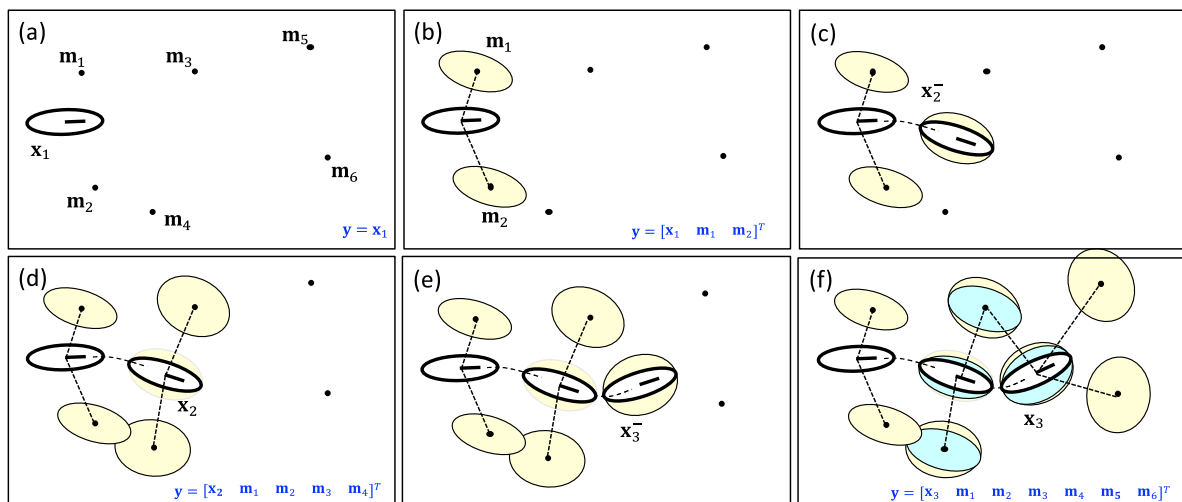 (a)
m₅
m₁
m₃
x₁
m₆
m₂
m₄
y = x₁
(b)
m₁
m₂
y = [x₁ m₁ m₂]ᵀ
(c)
x₂⁻
(d)
x₂
y = [x₂ m₁ m₂ m₃ m₄]ᵀ
(e)
x₃⁻
(f)
x₃
y = [x₃ m₁ m₂ m₃ m₄ m₅ m₆]ᵀ